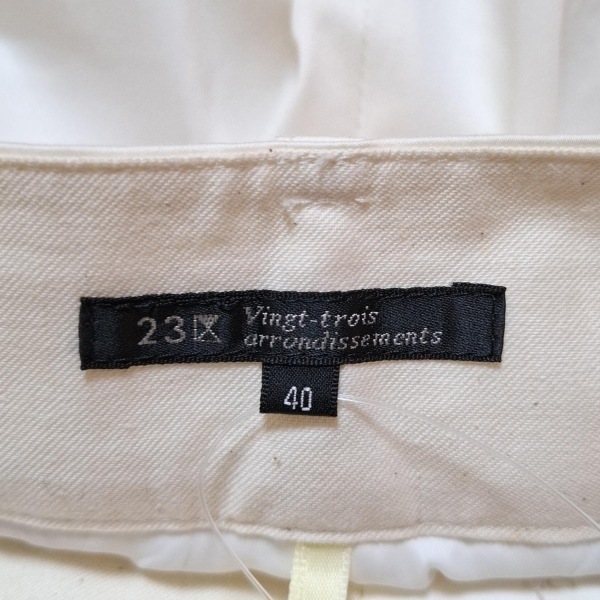 23区
Vingt-trois
arrondissements
40